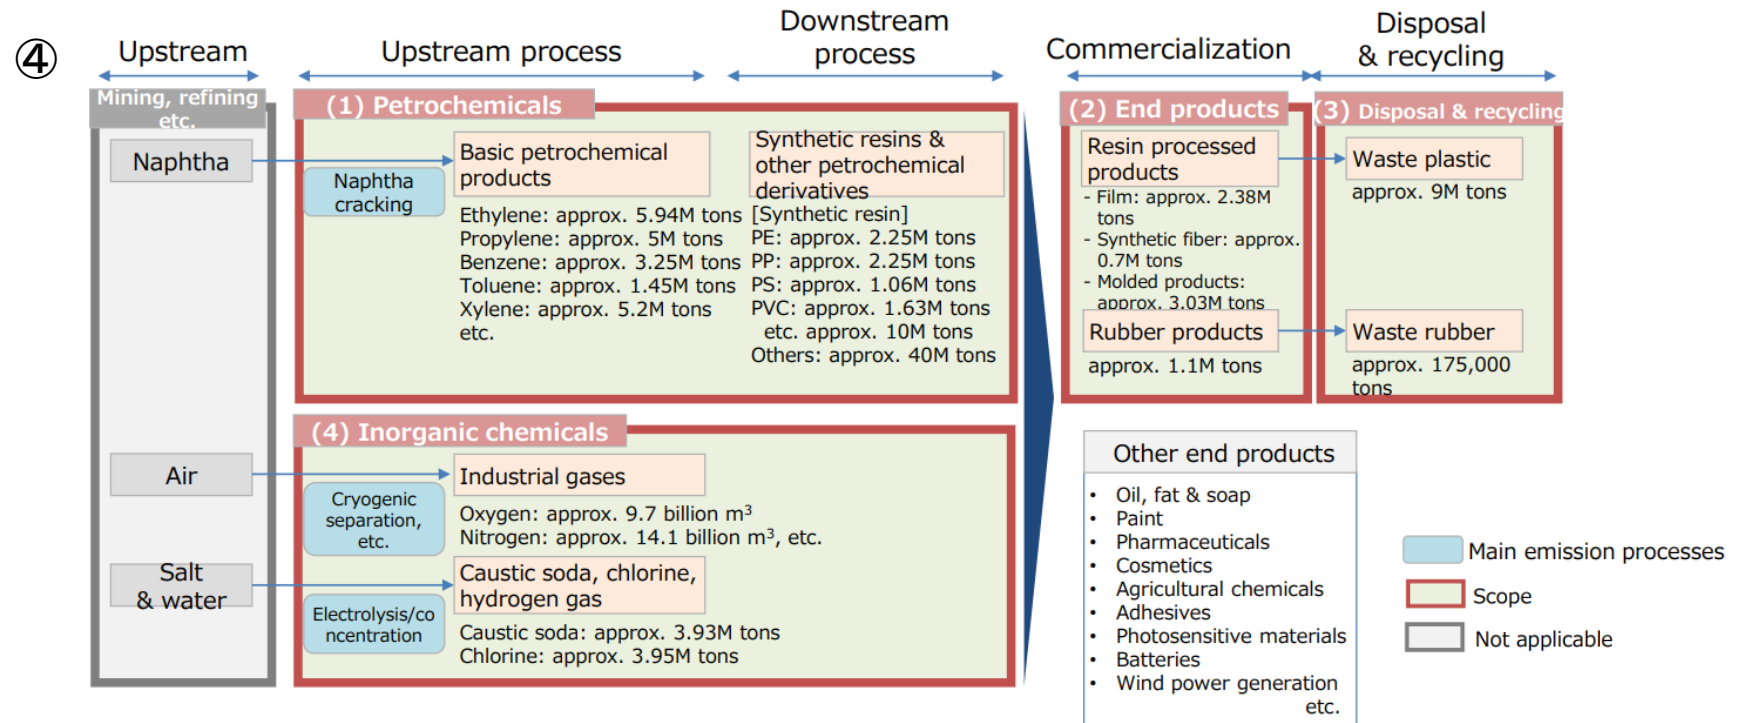 ④
Upstream
Upstream process
Downstream
process
Commercialization
Disposal
& recycling
Mining, refining
etc.
Naphtha
Air
Salt
& water
(1) Petrochemicals
Naphtha
cracking
Basic petrochemical
products
Ethylene: approx. 5.94M tons
Propylene: approx. 5M tons
Benzene: approx. 3.25M tons
Toluene: approx. 1.45M tons
Xylene: approx. 5.2M tons
etc.
Synthetic resins &
other petrochemical
derivatives
[Synthetic resin]
PE: approx. 2.25M tons
PP: approx. 2.25M tons
PS: approx. 1.06M tons
PVC: approx. 1.63M tons
etc. approx. 10M tons
Others: approx. 40M tons
(4) Inorganic chemicals
Cryogenic
separation,
etc.
Industrial gases
Oxygen: approx. 9.7 billion m³
Nitrogen: approx. 14.1 billion m³, etc.
Electrolysis/co
ncentration
Caustic soda, chlorine,
hydrogen gas
Caustic soda: approx. 3.93M tons
Chlorine: approx. 3.95M tons
(2) End products
Resin processed
products
- Film: approx. 2.38M
tons
- Synthetic fiber: approx.
0.7M tons
- Molded products:
approx. 3.03M tons
Rubber products
approx. 1.1M tons
(3) Disposal & recycling
Waste plastic
approx. 9M tons
Waste rubber
approx. 175,000
tons
Other end products
• Oil, fat & soap
• Paint
• Pharmaceuticals
• Cosmetics
• Agricultural chemicals
• Adhesives
• Photosensitive materials
• Batteries
• Wind power generation
etc.
Main emission processes
Scope
Not applicable